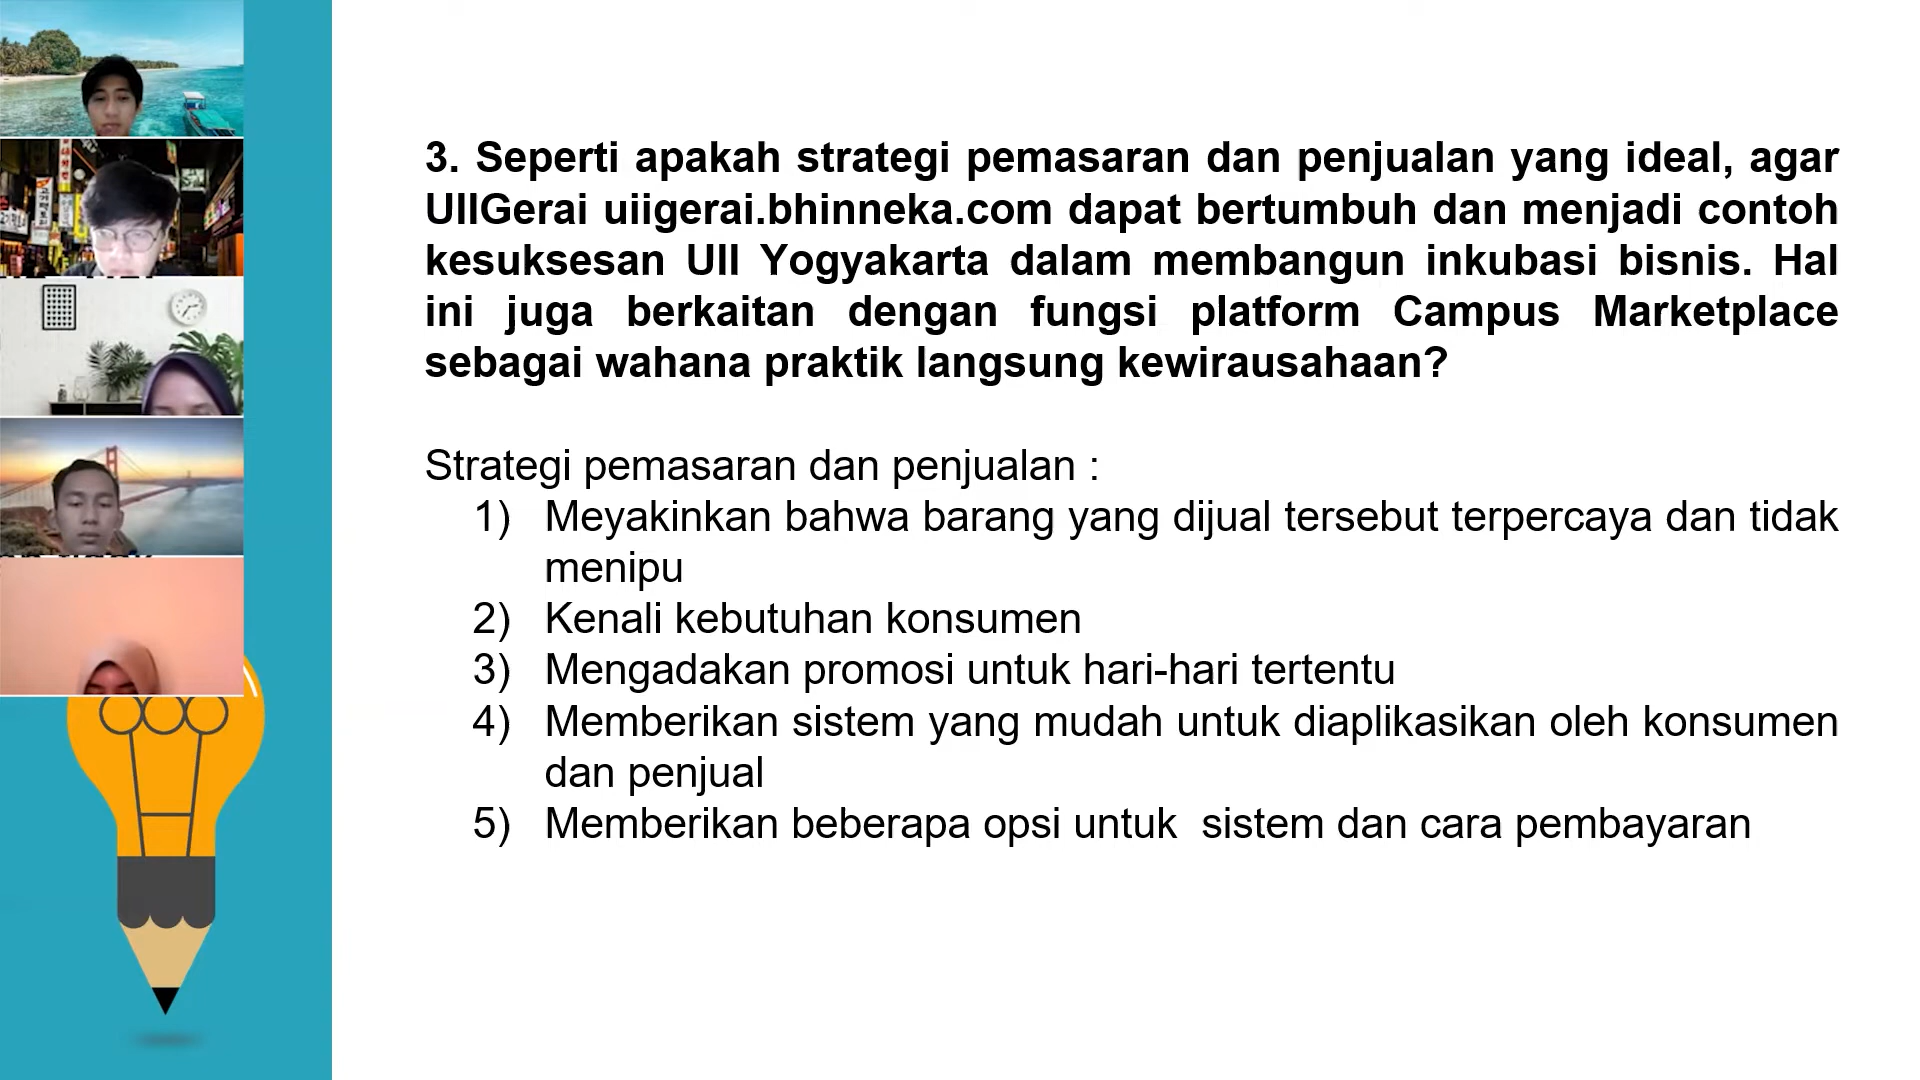 3. Seperti apakah strategi pemasaran dan penjualan yang ideal, agar
UIIGerai uiigerai.bhinneka.com dapat bertumbuh dan menjadi contoh
kesuksesan UII Yogyakarta dalam membangun inkubasi bisnis. Hal
ini juga berkaitan dengan fungsi platform Campus Marketplace
sebagai wahana praktik langsung kewirausahaan?
Strategi pemasaran dan penjualan :
1) Meyakinkan bahwa barang yang dijual tersebut terpercaya dan tidak
menipu
2) Kenali kebutuhan konsumen
3) Mengadakan promosi untuk hari-hari tertentu
4) Memberikan sistem yang mudah untuk diaplikasikan oleh konsumen
dan penjual
5) Memberikan beberapa opsi untuk  sistem dan cara pembayaran